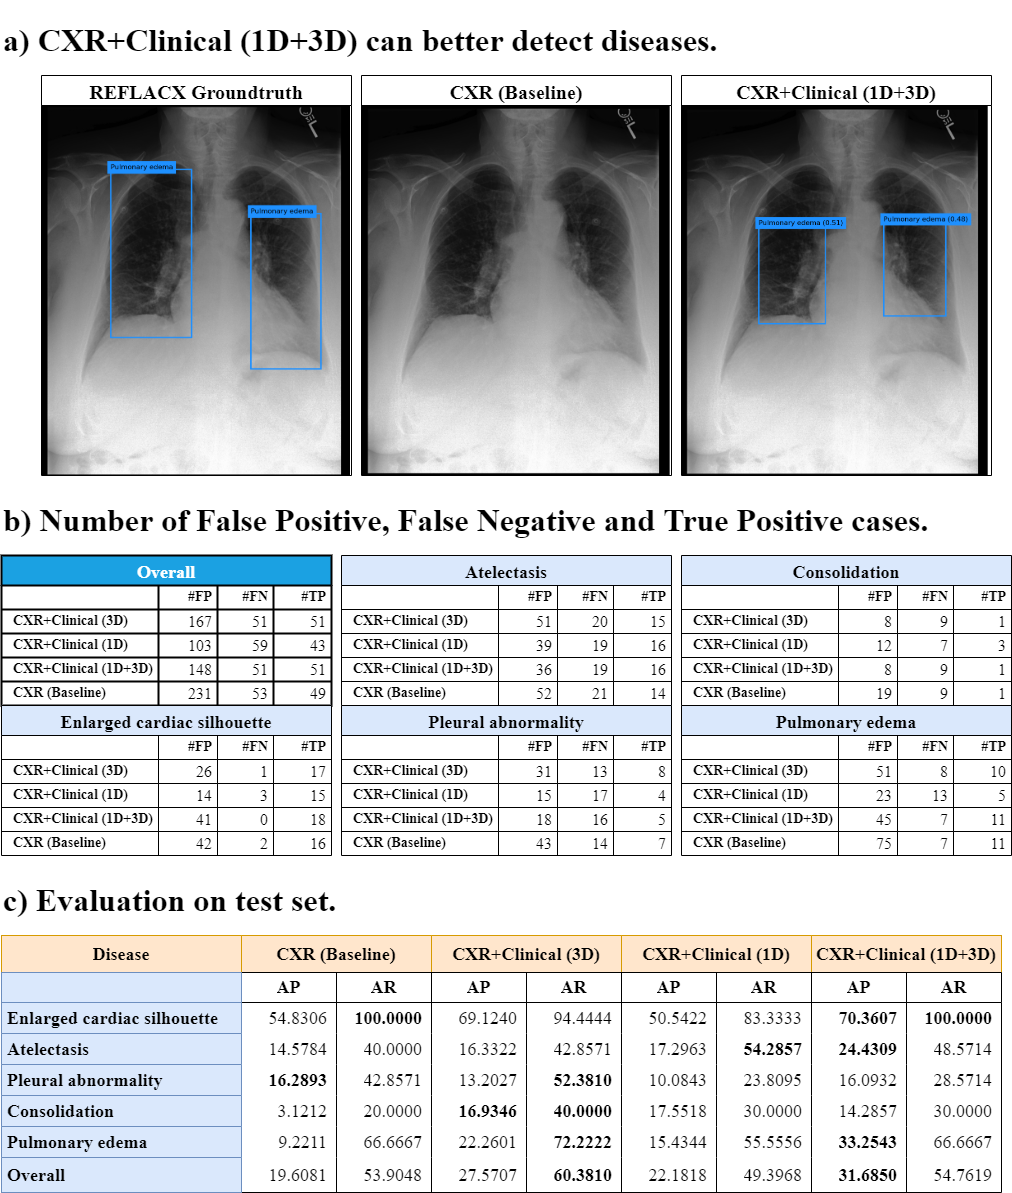 a) CXR+Clinical (1D+3D) can better detect diseases.
REFLACX Groundtruth CXR (Baseline) CXR+Clinical (1D+3D)
Pulmonary edema
Pulmonary edema
Pulmonary edema (0.51)
Pulmonary edema (0.48)
b) Number of False Positive, False Negative and True Positive cases.
Overall
#FP #FN #TP
CXR+Clinical (3D) 167 51 51
CXR+Clinical (1D) 103 59 43
CXR+Clinical (1D+3D) 148 51 51
CXR (Baseline) 231 53 49
Atelectasis
#FP #FN #TP
CXR+Clinical (3D) 51 20 15
CXR+Clinical (1D) 39 19 16
CXR+Clinical (1D+3D) 36 19 16
CXR (Baseline) 52 21 14
Consolidation
#FP #FN #TP
CXR+Clinical (3D) 8 9 1
CXR+Clinical (1D) 12 7 3
CXR+Clinical (1D+3D) 8 9 1
CXR (Baseline) 19 9 1
Enlarged cardiac silhouette
#FP #FN #TP
CXR+Clinical (3D) 26 1 17
CXR+Clinical (1D) 14 3 15
CXR+Clinical (1D+3D) 41 0 18
CXR (Baseline) 42 2 16
Pleural abnormality
#FP #FN #TP
CXR+Clinical (3D) 31 13 8
CXR+Clinical (1D) 15 17 4
CXR+Clinical (1D+3D) 18 16 5
CXR (Baseline) 43 14 7
Pulmonary edema
#FP #FN #TP
CXR+Clinical (3D) 51 8 10
CXR+Clinical (1D) 23 13 5
CXR+Clinical (1D+3D) 45 7 11
CXR (Baseline) 75 7 11
c) Evaluation on test set.
Disease CXR (Baseline) CXR+Clinical (3D) CXR+Clinical (1D) CXR+Clinical (1D+3D)
AP AR AP AR AP AR AP AR
Enlarged cardiac silhouette 54.8306 100.0000 69.1240 94.4444 50.5422 83.3333 70.3607 100.0000
Atelectasis 14.5784 40.0000 16.3322 42.8571 17.2963 54.2857 24.4309 48.5714
Pleural abnormality 16.2893 42.8571 13.2027 52.3810 10.0843 23.8095 16.0932 28.5714
Consolidation 3.1212 20.0000 16.9346 40.0000 17.5518 30.0000 14.2857 30.0000
Pulmonary edema 9.2211 66.6667 22.2601 72.2222 15.4344 55.5556 33.2543 66.6667
Overall 19.6081 53.9048 27.5707 60.3810 22.1818 49.3968 31.6850 54.7619